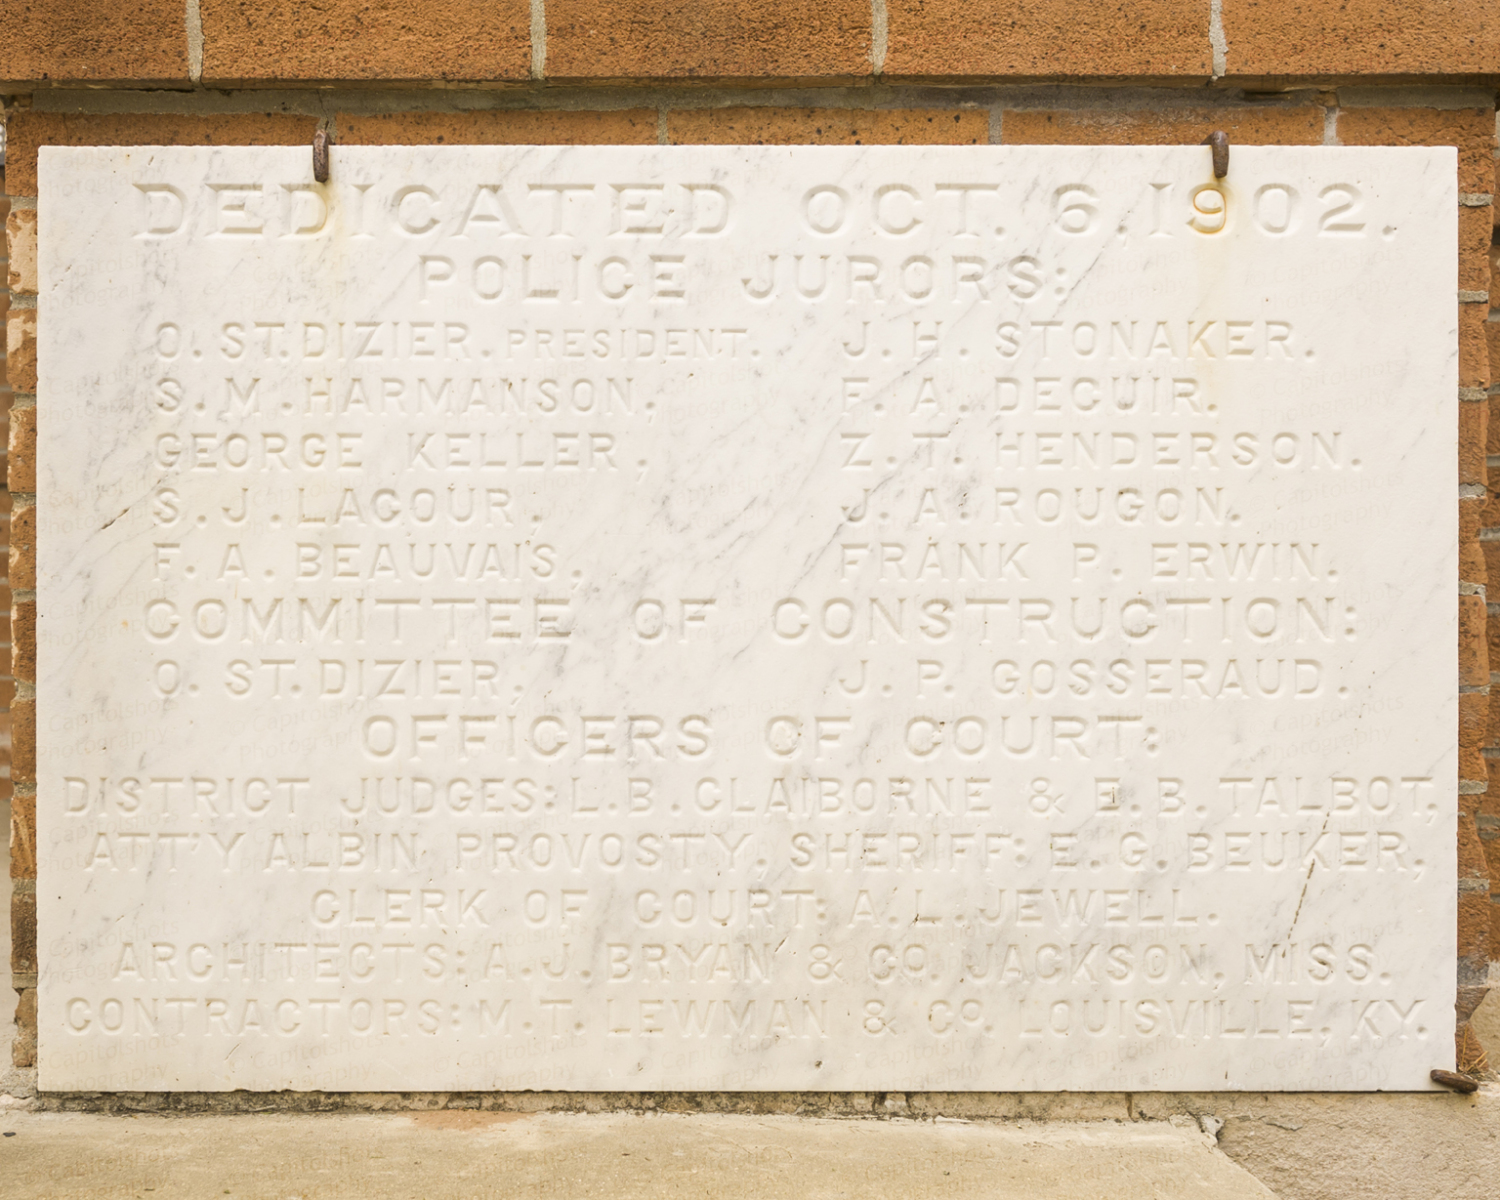 DEDICATED OCT. 6, 1902.
POLICE JURORS:
O. ST. DIZIER. PRESIDENT. J. H. STONAKER.
S. M. HARMANSON, F. A. DECUIR.
GEORGE KELLER, Z. T. HENDERSON.
S. J. LACOUR, J. A. ROUGON.
F. A. BEAUVAIS, FRANK P. ERWIN.
COMMITTEE OF CONSTRUCTION:
O. ST. DIZIER, J. P. GOSSERAUD.
OFFICERS OF COURT:
DISTRICT JUDGES: L. B. CLAIBORNE & E. B. TALBOT,
ATT'Y ALBIN PROVOSTY, SHERIFF: E. G. BEUKER,
CLERK OF COURT: A. L. JEWELL.
ARCHITECTS: A. J. BRYAN & CO. JACKSON, MISS.
CONTRACTORS: M. T. LEWMAN & CO. LOUISVILLE, KY.
Capitolshots
Photography